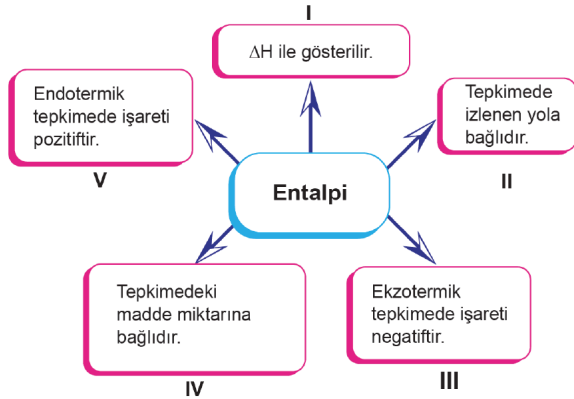 I
ΔH ile gösterilir.
Endotermik
tepkimede işareti
pozitiftir.
V
Tepkimede
izlenen yola
bağlıdır.
II
Entalpi
Tepkimedeki
madde miktarına
bağlıdır.
IV
Ekzotermik
tepkimede işareti
negatiftir.
III